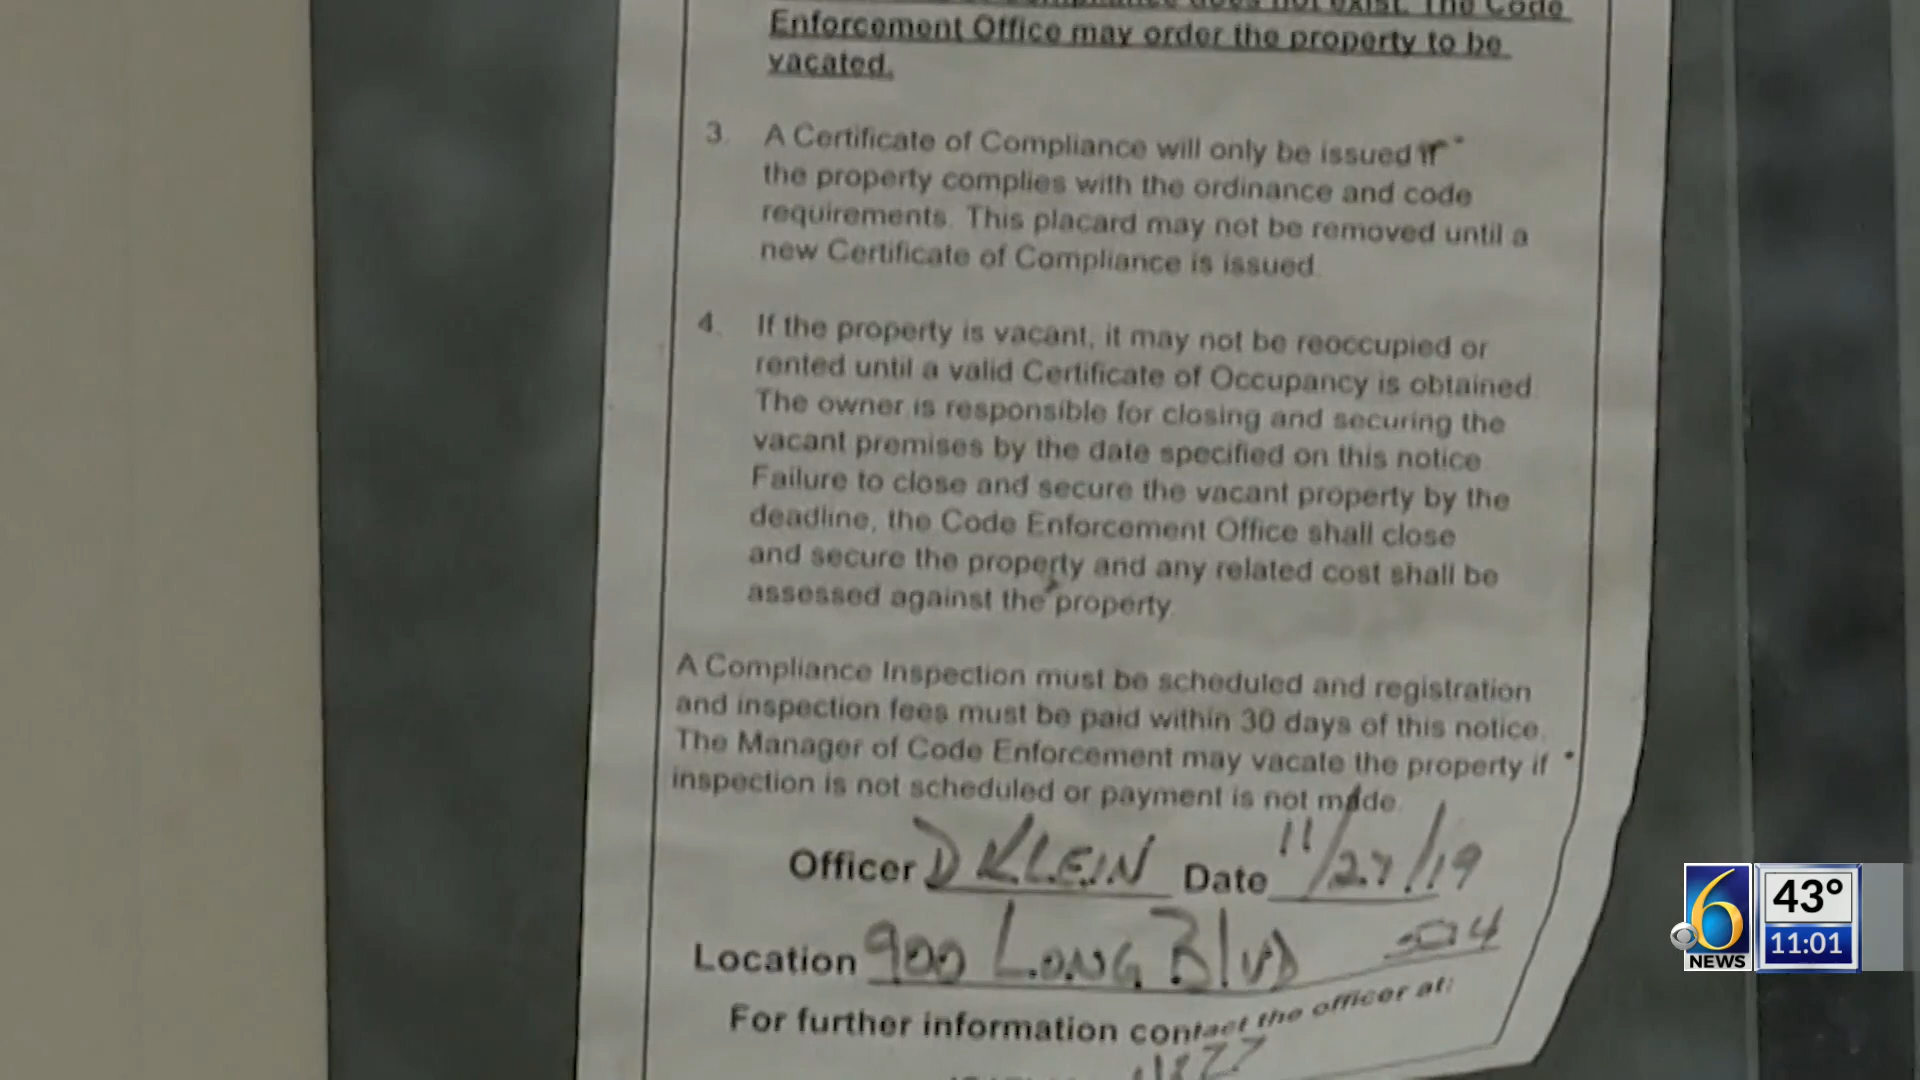 does not exist. The Code
Enforcement Office may order the property to be
vacated.
3. A Certificate of Compliance will only be issued if
the property complies with the ordinance and code
requirements. This placard may not be removed until a
new Certificate of Compliance is issued.
4. If the property is vacant, it may not be reoccupied or
rented until a valid Certificate of Occupancy is obtained.
The owner is responsible for closing and securing the
vacant premises by the date specified on this notice.
Failure to close and secure the vacant property by the
deadline, the Code Enforcement Office shall close
and secure the property and any related cost shall be
assessed against the property.
A Compliance Inspection must be scheduled and registration
and inspection fees must be paid within 30 days of this notice.
The Manager of Code Enforcement may vacate the property if
inspection is not scheduled or payment is not made.
Officer D KLEIN Date 11/27/19
Location 900 LONG BLVD
For further information contact the officer at:
6
NEWS
43°
11:01